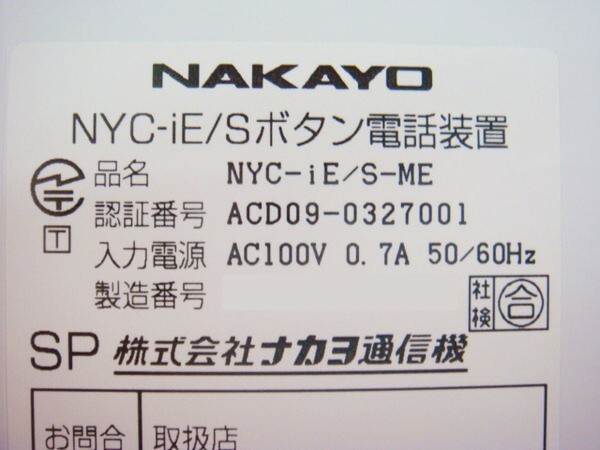 NAKAYO
NYC-iE/Sボタン電話装置
品名 NYC-iE/S-ME
T 認証番号 ACD09-0327001
入力電源 AC100V 0.7A 50/60Hz
製造番号
社検 合
SP 株式会社ナカヨ通信機
お問合 取扱店